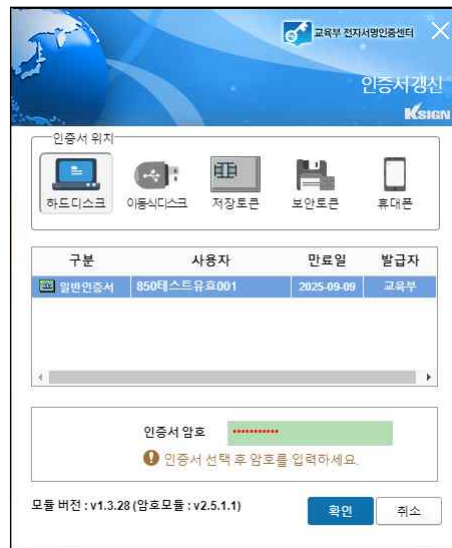 교육부 전자서명인증센터
인증서갱신
KSIGN
인증서 위치
하드디스크 이동식디스크 저장토큰 보안토큰 휴대폰
구분 사용자 만료일 발급자
일반인증서 850테스트유효001 2025-09-09 교육부
인증서 암호 ***********
인증서 선택 후 암호를 입력하세요.
모듈 버전 : v1.3.28 (암호모듈 : v2.5.1.1)
확인 취소